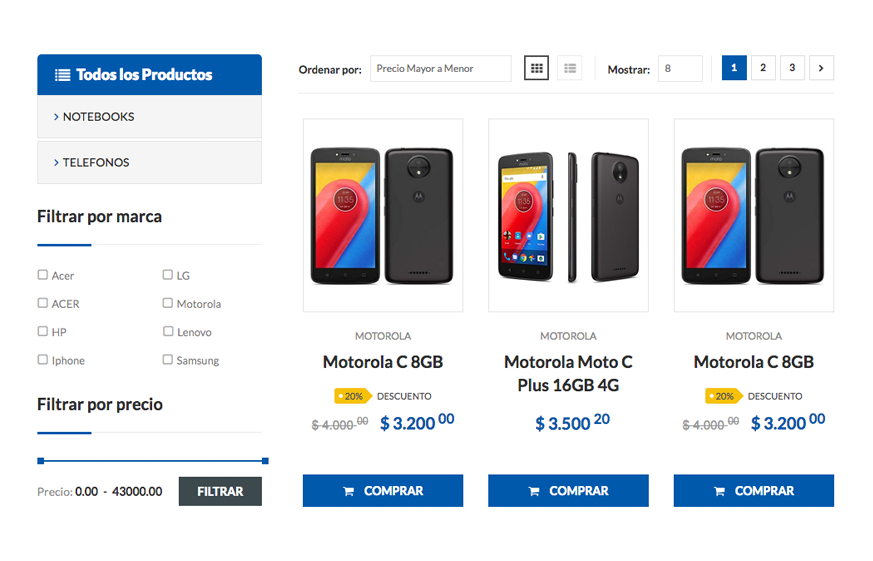 Todos los Productos
NOTEBOOKS
TELEFONOS
Filtrar por marca
Acer
LG
ACER
Motorola
HP
Lenovo
Iphone
Samsung
Filtrar por precio
Precio: 0.00 - 43000.00
FILTRAR
Ordenar por: Precio Mayor a Menor
Mostrar: 8
1 2 3
MOTOROLA
Motorola C 8GB
20% DESCUENTO
$ 4.000 00 $ 3.200 00
COMPRAR
MOTOROLA
Motorola Moto C
Plus 16GB 4G
$ 3.500 20
COMPRAR
MOTOROLA
Motorola C 8GB
20% DESCUENTO
$ 4.000 00 $ 3.200 00
COMPRAR